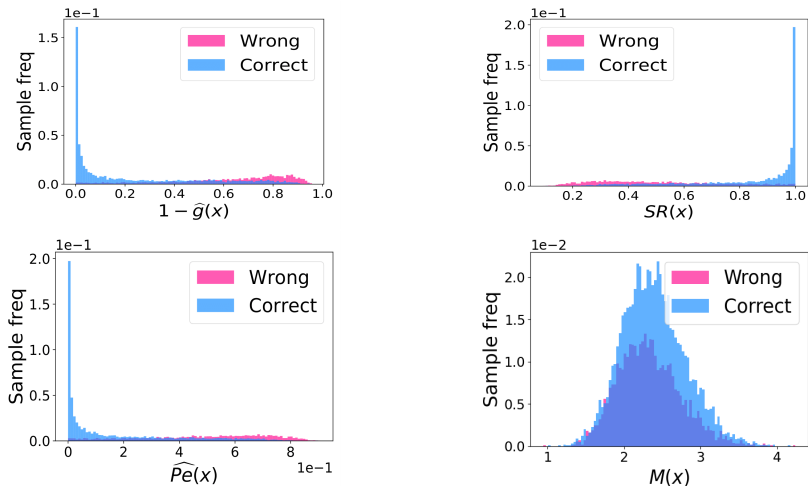 1e−1
Sample freq
1.5
1.0
0.5
0.0
Wrong
Correct
0.0 0.2 0.4 0.6 0.8 1.0
1 − ĝ(x)
1e−1
Sample freq
2.0
1.5
1.0
0.5
0.0
Wrong
Correct
0.2 0.4 0.6 0.8 1.0
SR(x)
1e−1
Sample freq
2.0
1.5
1.0
0.5
0.0
Wrong
Correct
0 2 4 6 8
1e−1
P̂e(x)
1e−2
Sample freq
2.0
1.5
1.0
0.5
0.0
Wrong
Correct
1 2 3 4
M(x)